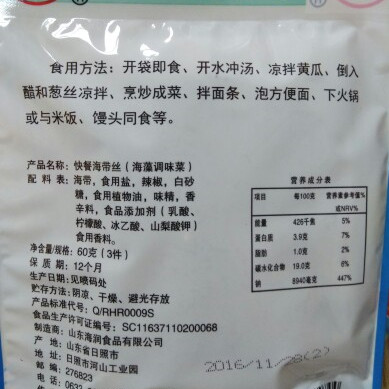 食用方法：开袋即食、开水冲汤、凉拌黄瓜、倒入
醋和葱丝凉拌、烹炒成菜、拌面条、泡方便面、下火锅
或与米饭、馒头同食等。
产品名称：快餐海带丝（海藻调味菜）
配 料 表：海带，食用盐，辣椒，白砂
糖，食用植物油，味精，香
辛料，食品添加剂（乳酸、
柠檬酸、冰乙酸、山梨酸钾）
食用香料。
净含量/规格：60克（3件）
保 质 期：12个月
生产日期：见喷码处
贮存方法：阴凉、干燥、避光存放
产品标准代号：Q/RHR0009S
食品生产许可证编号：SC11637110200068
制造商：山东海润食品有限公司
产 地：山东省日照市
地 址：日照市河山工业园
邮 编：276823
电 话：0633
营养成分表
项目 每100克 营养素参考值%
或NRV%
能量 426千焦 5%
蛋白质 3.9克 7%
脂肪 1.0克 2%
碳水化合物 19.0克 6%
钠 8940毫克 447%
2016/11/28(2)